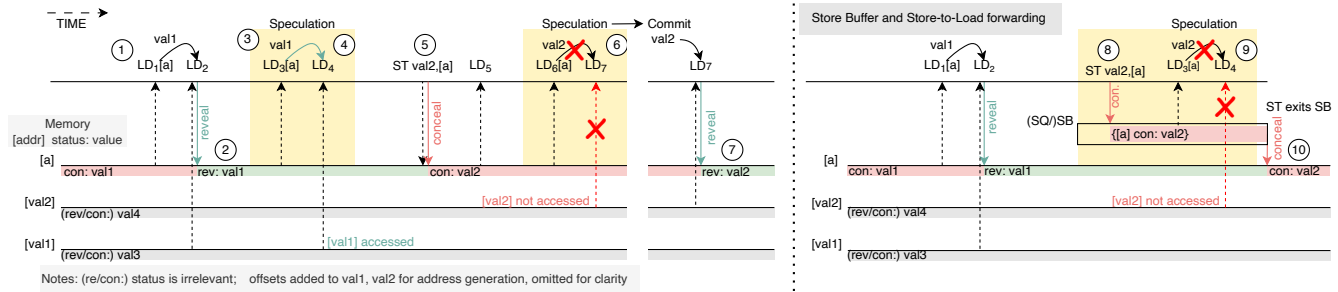 TIME
Speculation
Speculation
Commit
1
val1
3
val1
4
5
val2
6
val2
LD1[a]
LD2
LD3[a]
LD4
ST val2,[a]
LD5
LD6[a]
LD7
LD7
reveal
conceal
reveal
Memory
[addr] status: value
2
7
[a]
con: val1
rev: val1
con: val2
rev: val2
[val2]
[val2] not accessed
(rev/con:) val4
[val1]
[val1] accessed
(rev/con:) val3
Notes: (re/con:) status is irrelevant; offsets added to val1, val2 for address generation, omitted for clarity
Store Buffer and Store-to-Load forwarding
Speculation
val1
8
val2
9
LD1[a]
LD2
ST val2,[a]
LD3[a]
LD4
reveal
con.
ST exits SB
(SQ/)SB
{[a] con: val2}
conceal
10
[a]
con: val1
rev: val1
con: val2
[val2]
[val2] not accessed
(rev/con:) val4
[val1]
(rev/con:) val3